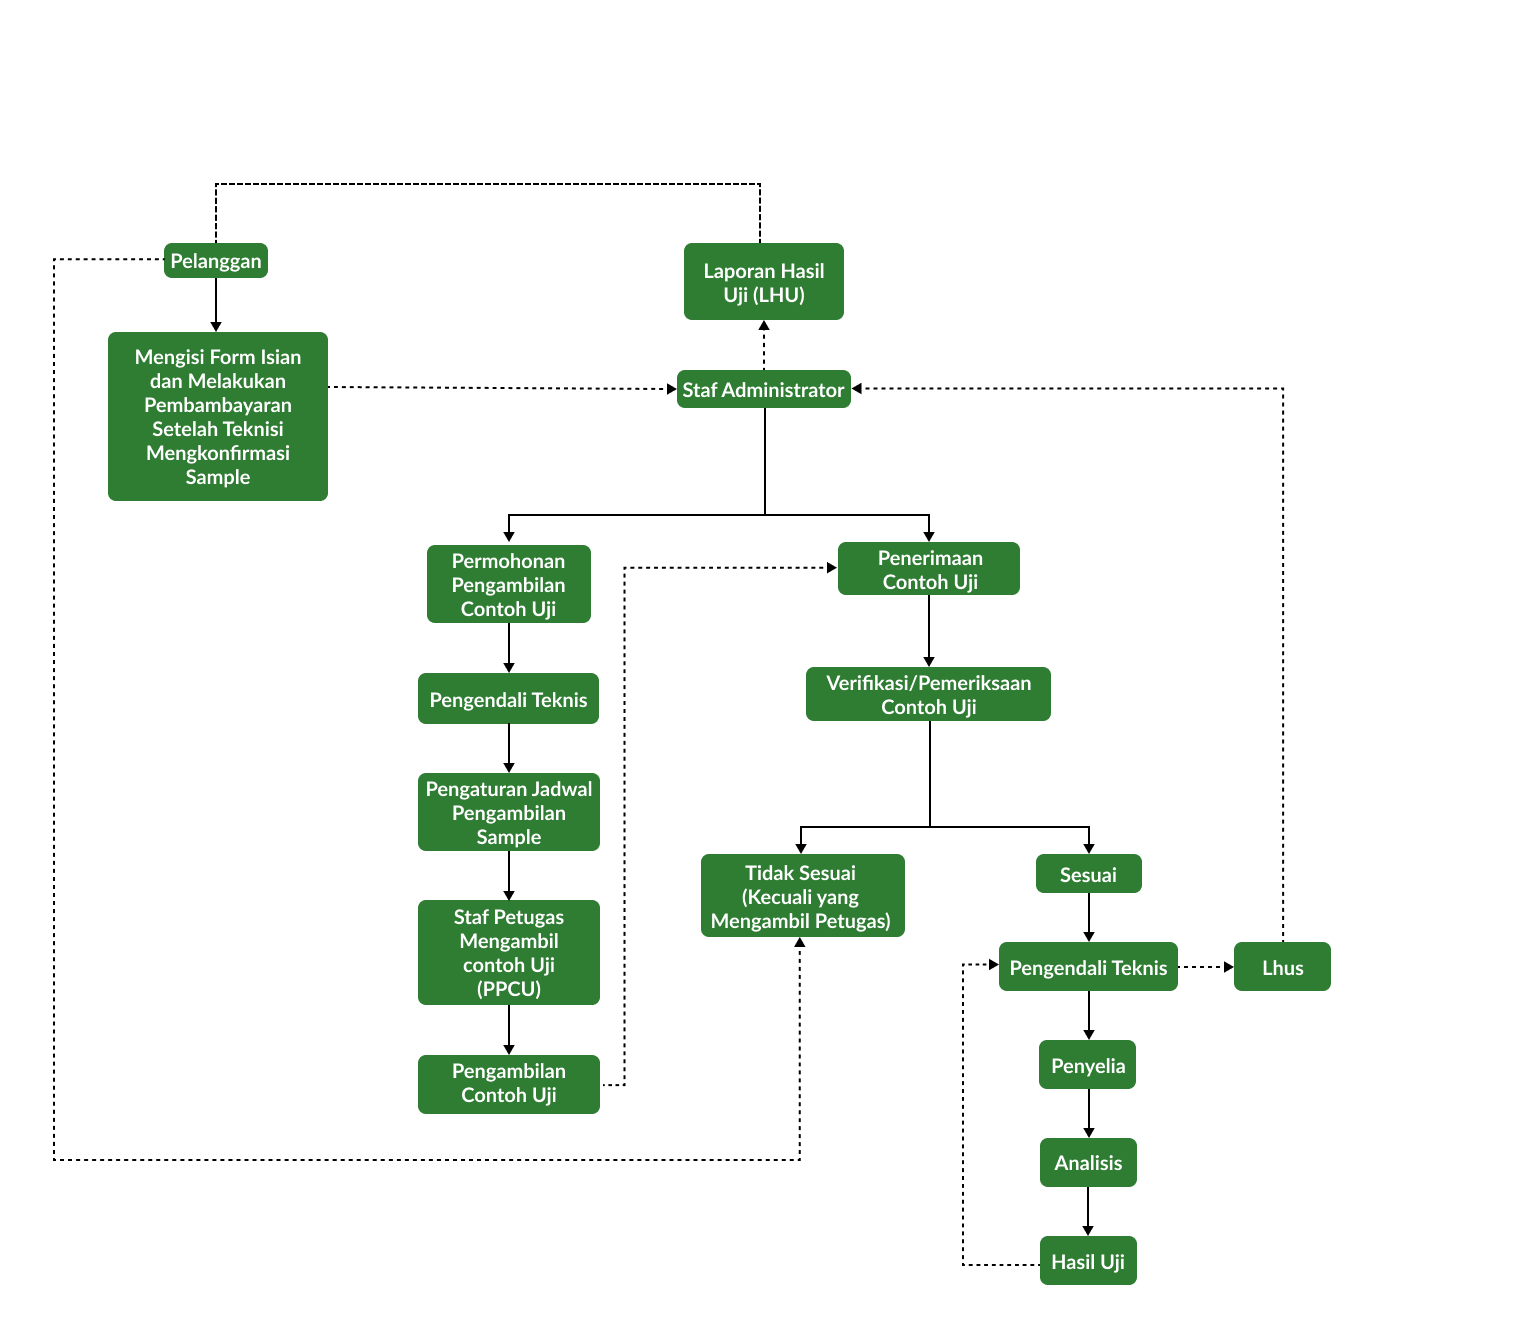 Pelanggan
Laporan Hasil
Uji (LHU)
Mengisi Form Isian
dan Melakukan
Pembambayaran
Setelah Teknisi
Mengkonfirmasi
Sample
Staf Administrator
Permohonan
Pengambilan
Contoh Uji
Penerimaan
Contoh Uji
Pengendali Teknis
Verifikasi/Pemeriksaan
Contoh Uji
Pengaturan Jadwal
Pengambilan
Sample
Staf Petugas
Mengambil
contoh Uji
(PPCU)
Pengambilan
Contoh Uji
Tidak Sesuai
(Kecuali yang
Mengambil Petugas)
Sesuai
Pengendali Teknis
Lhus
Penyelia
Analisis
Hasil Uji